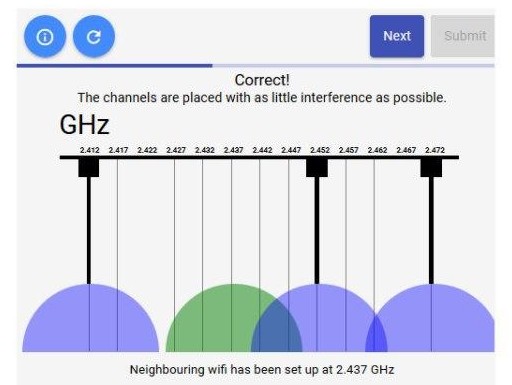 Next Submit
Correct!
The channels are placed with as little interference as possible.
GHz
2.412 2.417 2.422 2.427 2.432 2.437 2.442 2.447 2.452 2.457 2.462 2.467 2.472
Neighbouring wifi has been set up at 2.437 GHz